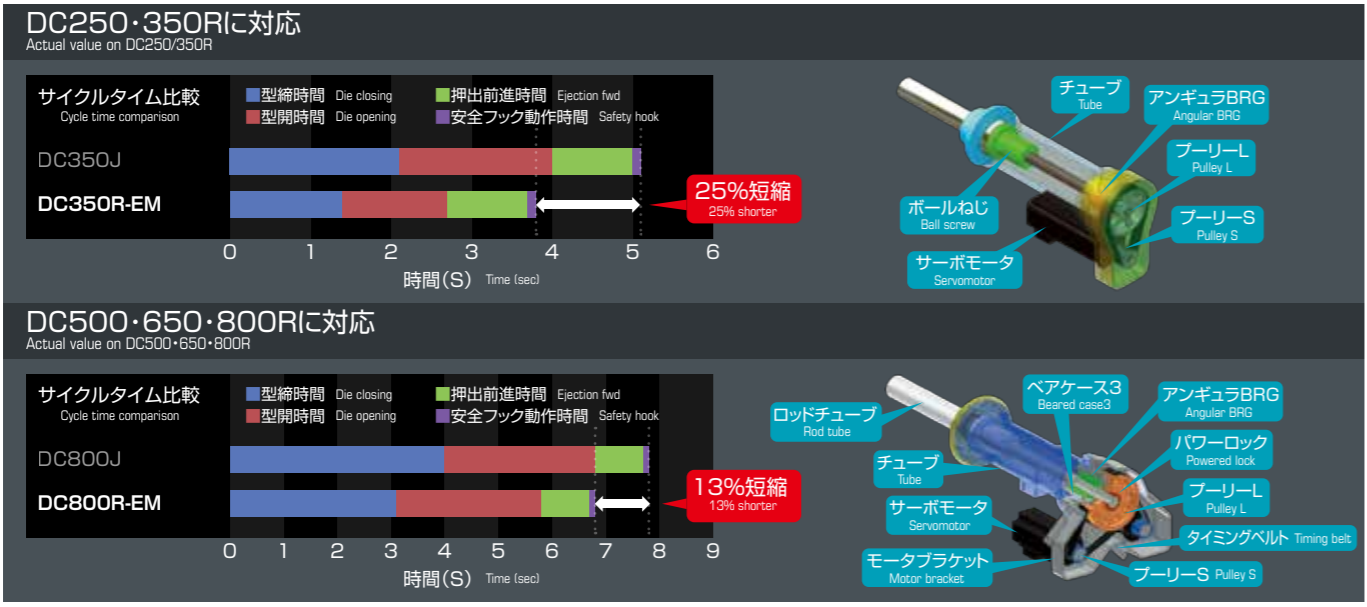 DC250・350Rに対応
Actual value on DC250/350R
サイクルタイム比較
Cycle time comparison
型締時間 Die closing
押出前進時間 Ejection fwd
型開時間 Die opening
安全フック動作時間 Safety hook
DC350J
DC350R-EM
25%短縮
25% shorter
0 1 2 3 4 5 6
時間(S) Time (sec)
チューブ
Tube
アンギュラBRG
Angular BRG
プーリーL
Pulley L
ボールねじ
Ball screw
プーリーS
Pulley S
サーボモータ
Servomotor
DC500・650・800Rに対応
Actual value on DC500・650・800R
サイクルタイム比較
Cycle time comparison
型締時間 Die closing
押出前進時間 Ejection fwd
型開時間 Die opening
安全フック動作時間 Safety hook
DC800J
DC800R-EM
13%短縮
13% shorter
0 1 2 3 4 5 6 7 8 9
時間(S) Time (sec)
ロッドチューブ
Rod tube
ベアケース3
Beared case3
アンギュラBRG
Angular BRG
パワーロック
Powered lock
チューブ
Tube
プーリーL
Pulley L
サーボモータ
Servomotor
タイミングベルト Timing belt
モータブラケット
Motor bracket
プーリーS Pulley S